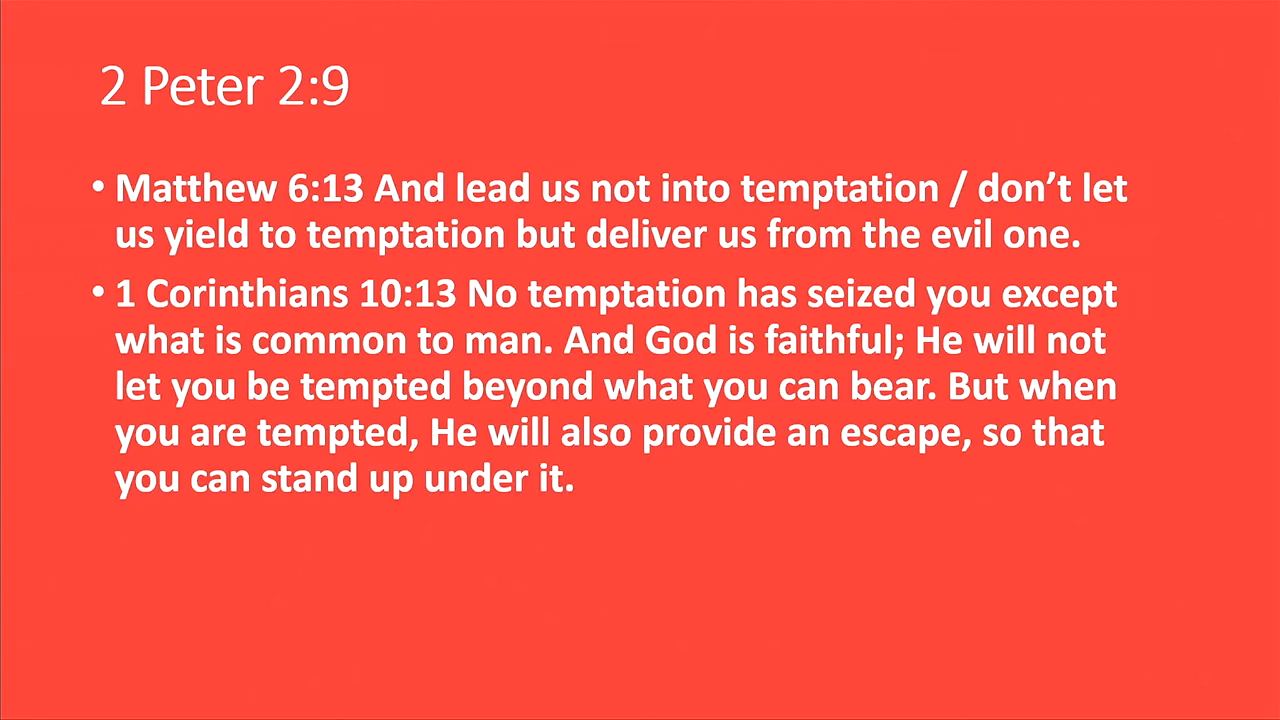 2 Peter 2:9
• Matthew 6:13 And lead us not into temptation / don’t let
us yield to temptation but deliver us from the evil one.
• 1 Corinthians 10:13 No temptation has seized you except
what is common to man. And God is faithful; He will not
let you be tempted beyond what you can bear. But when
you are tempted, He will also provide an escape, so that
you can stand up under it.